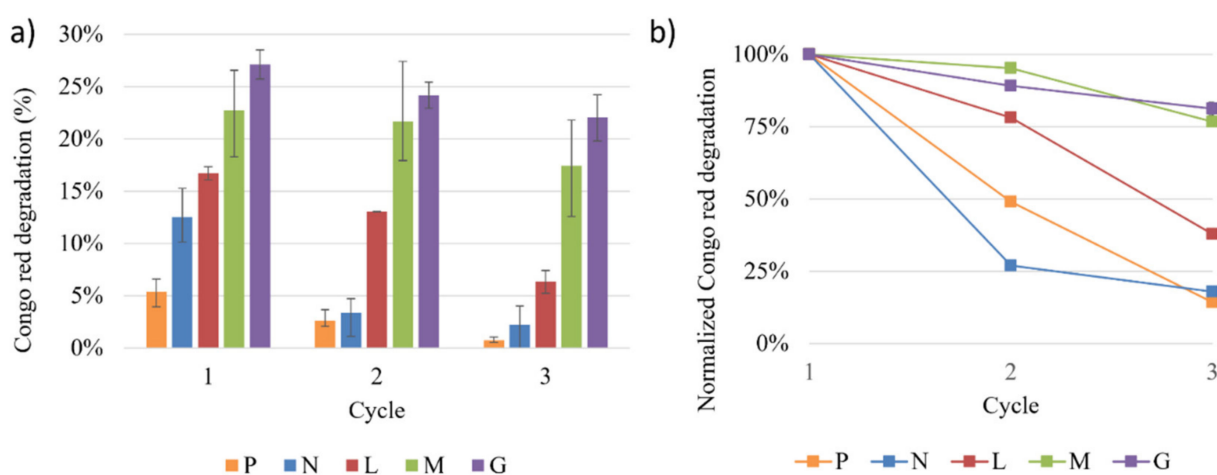 a)
Congo red degradation (%)
30%
25%
20%
15%
10%
5%
0%
1 2 3
Cycle
P N L M G
b)
Normalized Congo red degradation
100%
75%
50%
25%
0%
1 2 3
Cycle
P N L M G